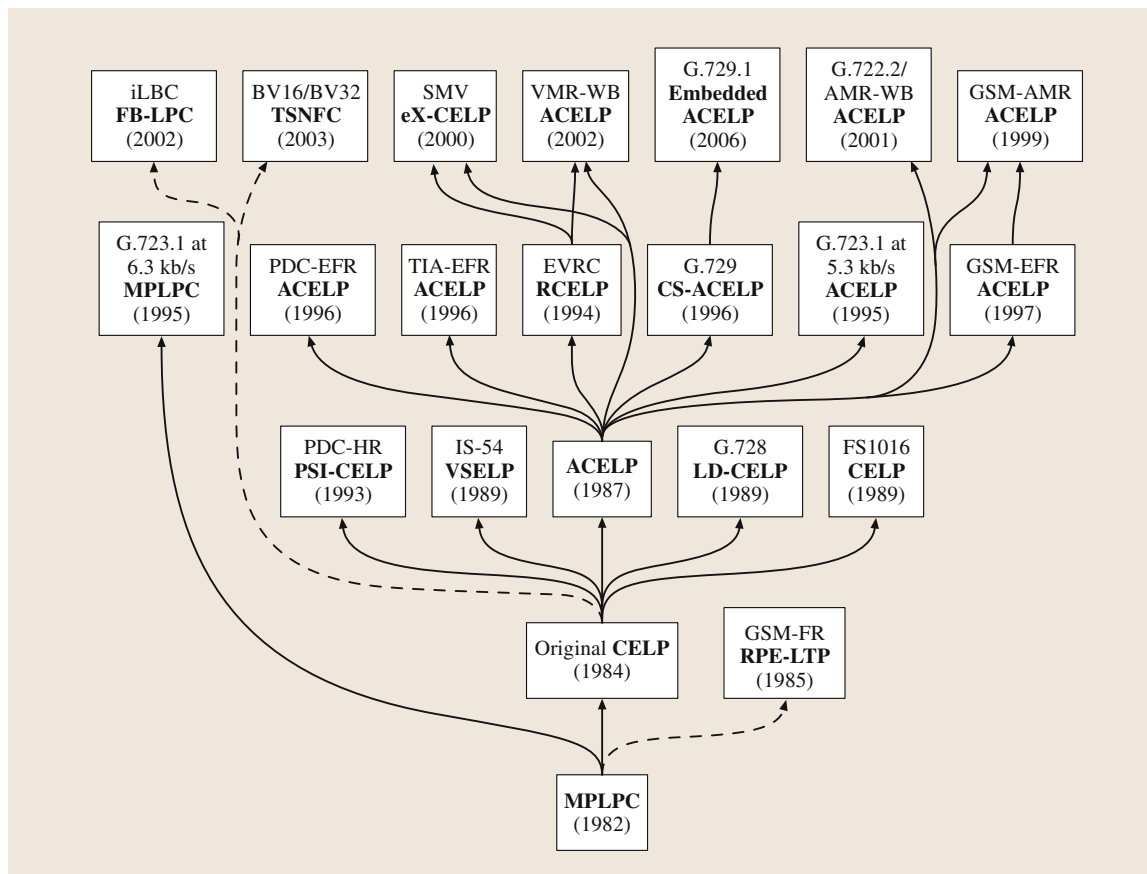 iLBC
FB-LPC
(2002)
BV16/BV32
TSNFC
(2003)
SMV
eX-CELP
(2000)
VMR-WB
ACELP
(2002)
G.729.1
Embedded
ACELP
(2006)
G.722.2/
AMR-WB
ACELP
(2001)
GSM-AMR
ACELP
(1999)
G.723.1 at
6.3 kb/s
MPLPC
(1995)
PDC-EFR
ACELP
(1996)
TIA-EFR
ACELP
(1996)
EVRC
RCELP
(1994)
G.729
CS-ACELP
(1996)
G.723.1 at
5.3 kb/s
ACELP
(1995)
GSM-EFR
ACELP
(1997)
PDC-HR
PSI-CELP
(1993)
IS-54
VSELP
(1989)
ACELP
(1987)
G.728
LD-CELP
(1989)
FS1016
CELP
(1989)
Original CELP
(1984)
GSM-FR
RPE-LTP
(1985)
MPLPC
(1982)